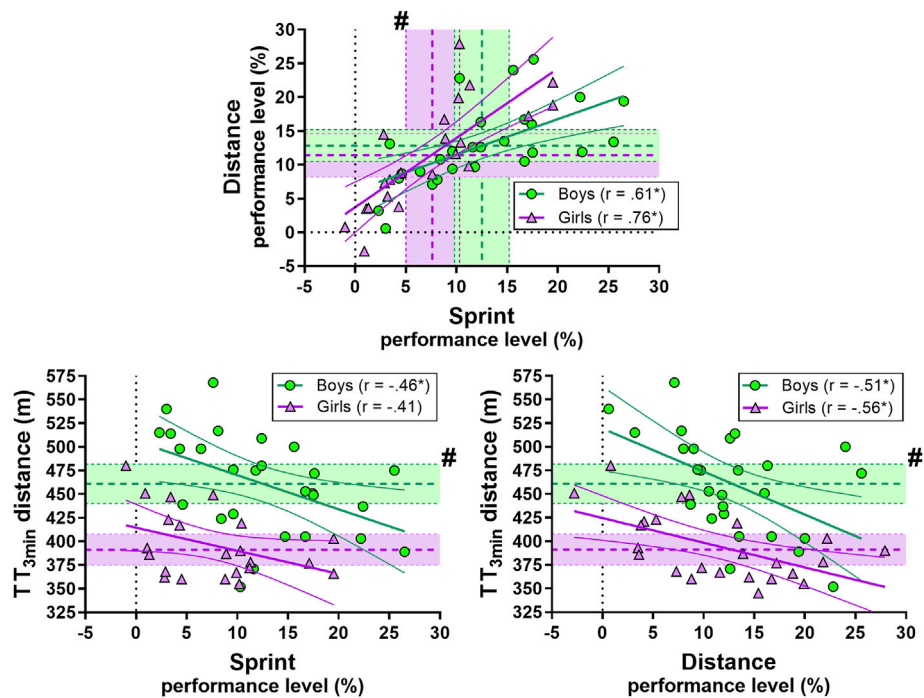 #
Distance
performance level (%)
30
25
20
15
10
5
0
-5
Boys (r = .61*)
Girls (r = .76*)
-5 0 5 10 15 20 25 30
Sprint
performance level (%)
TT3min distance (m)
575
550
525
500
475
450
425
400
375
350
325
Boys (r = -.46*)
Girls (r = -.41)
#
-5 0 5 10 15 20 25 30
Sprint
performance level (%)
TT3min distance (m)
575
550
525
500
475
450
425
400
375
350
325
Boys (r = -.51*)
Girls (r = -.56*)
#
-5 0 5 10 15 20 25 30
Distance
performance level (%)